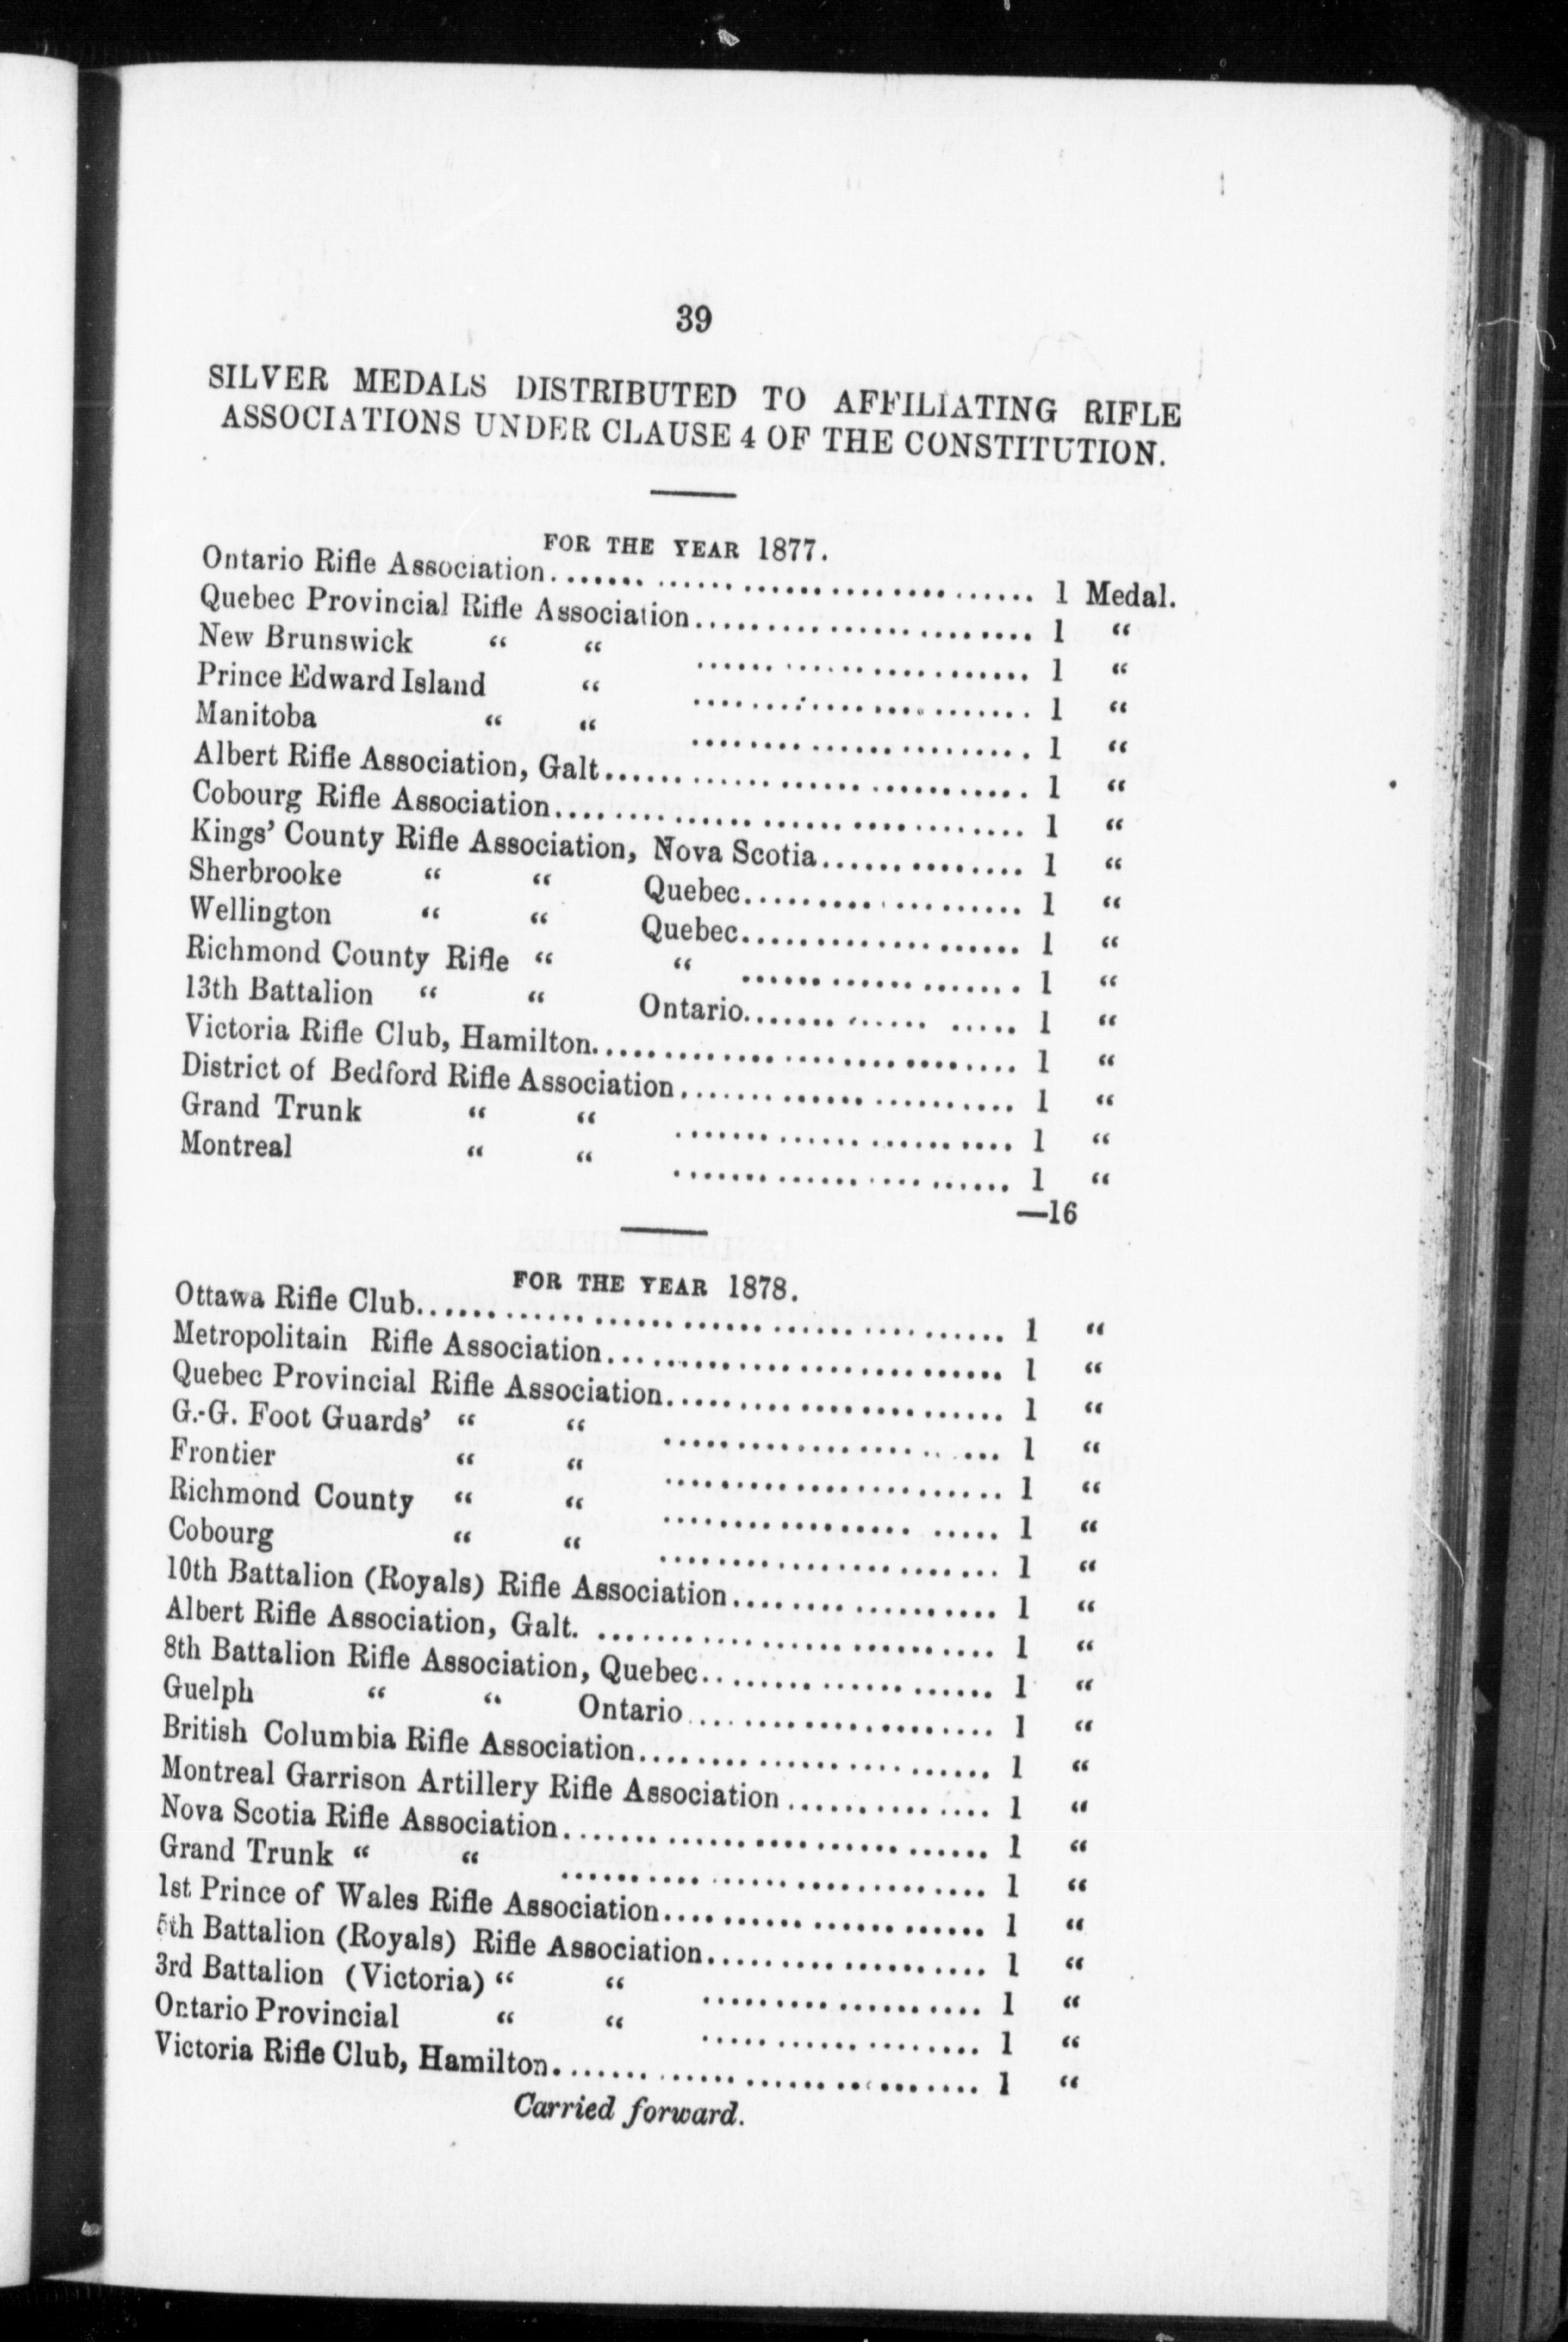 39
SILVER MEDALS DISTRIBUTED TO AFFILIATING RIFLE
ASSOCIATIONS UNDER CLAUSE 4 OF THE CONSTITUTION.
FOR THE YEAR 1877.
Ontario Rifle Association........ 1 Medal.
Quebec Provincial Rifle Association........ 1 “
New Brunswick “ “ ........ 1 “
Prince Edward Island “ ........ 1 “
Manitoba “ “ ........ 1 “
Albert Rifle Association, Galt........ 1 “
Cobourg Rifle Association........ 1 “
Kings’ County Rifle Association, Nova Scotia........ 1 “
Sherbrooke “ “ Quebec........ 1 “
Wellington “ “ Quebec........ 1 “
Richmond County Rifle “ “ ........ 1 “
13th Battalion “ “ Ontario........ 1 “
Victoria Rifle Club, Hamilton........ 1 “
District of Bedford Rifle Association........ 1 “
Grand Trunk “ “ ........ 1 “
Montreal “ “ ........ 1 “
—16
FOR THE YEAR 1878.
Ottawa Rifle Club........ 1 “
Metropolitain Rifle Association........ 1 “
Quebec Provincial Rifle Association........ 1 “
G.-G. Foot Guards’ “ “ ........ 1 “
Frontier “ “ ........ 1 “
Richmond County “ “ ........ 1 “
Cobourg “ “ ........ 1 “
10th Battalion (Royals) Rifle Association........ 1 “
Albert Rifle Association, Galt. ........ 1 “
8th Battalion Rifle Association, Quebec........ 1 “
Guelph “ “ Ontario........ 1 “
British Columbia Rifle Association........ 1 “
Montreal Garrison Artillery Rifle Association ........ 1 “
Nova Scotia Rifle Association........ 1 “
Grand Trunk “ “ ........ 1 “
1st Prince of Wales Rifle Association........ 1 “
5th Battalion (Royals) Rifle Association........ 1 “
3rd Battalion (Victoria) “ “ ........ 1 “
Ontario Provincial “ “ ........ 1 “
Victoria Rifle Club, Hamilton........ 1 “
Carried forward.